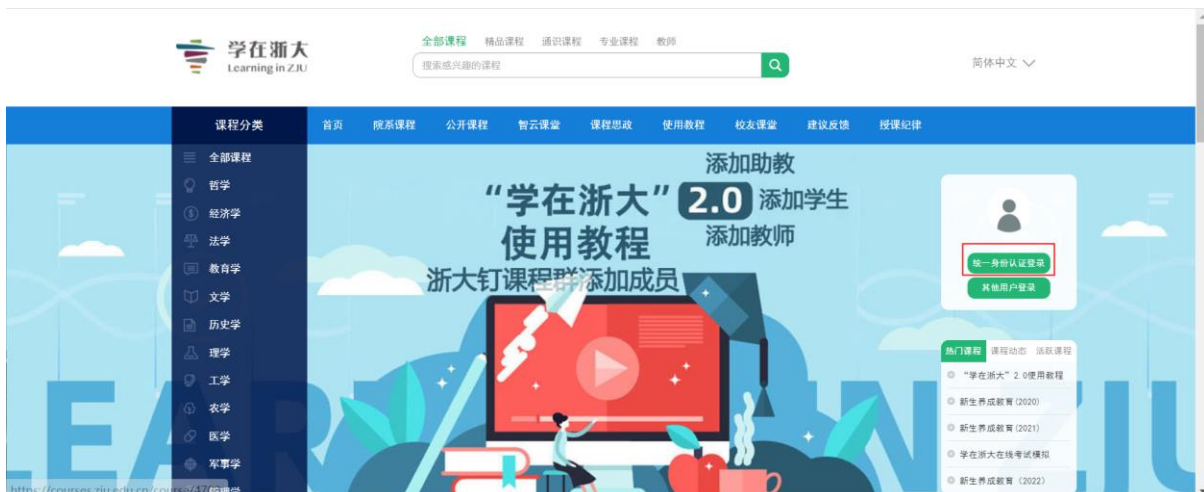 学在浙大
Learning in ZJU
全部课程 精品课程 通识课程 专业课程 教师
搜索感兴趣的课程
简体中文
课程分类 首页 院系课程 公开课程 智云课堂 课程思政 使用教程 校友课堂 建议反馈 授课纪律
全部课程
哲学
经济学
法学
教育学
文学
历史学
理学
工学
农学
医学
军事学
添加助教
“学在浙大” 2.0 添加学生
使用教程 添加教师
浙大钉课程群添加成员
LEARN IN ZJU
统一身份认证登录
其他用户登录
热门课程 课程动态 活跃课程
“学在浙大”2.0使用教程
新生养成教育(2020)
新生养成教育(2021)
学在浙大在线考试模拟
新生养成教育(2022)